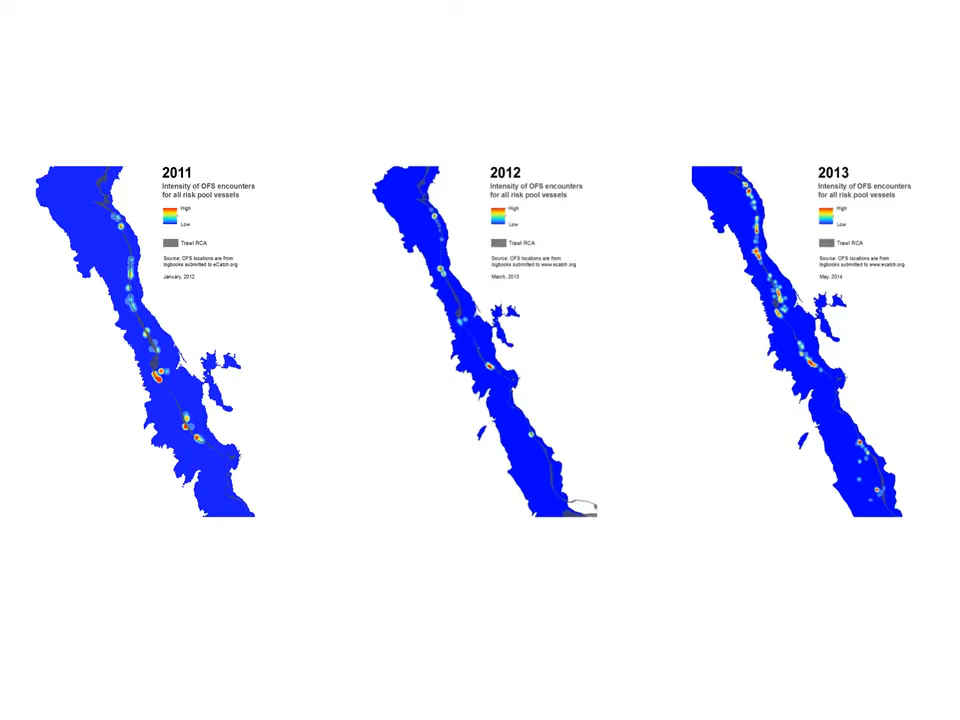 2011
Intensity of OFS encounters
for all risk pool vessels
High
Low
Trawl RCA
Source: OFS locations are from
logbooks submitted to eCatch.org
January, 2012
2012
Intensity of OFS encounters
for all risk pool vessels
High
Low
Trawl RCA
Source: OFS locations are from
logbooks submitted to www.ecatch.org
March, 2013
2013
Intensity of OFS encounters
for all risk pool vessels
High
Low
Trawl RCA
Source: OFS locations are from
logbooks submitted to www.ecatch.org
May, 2014